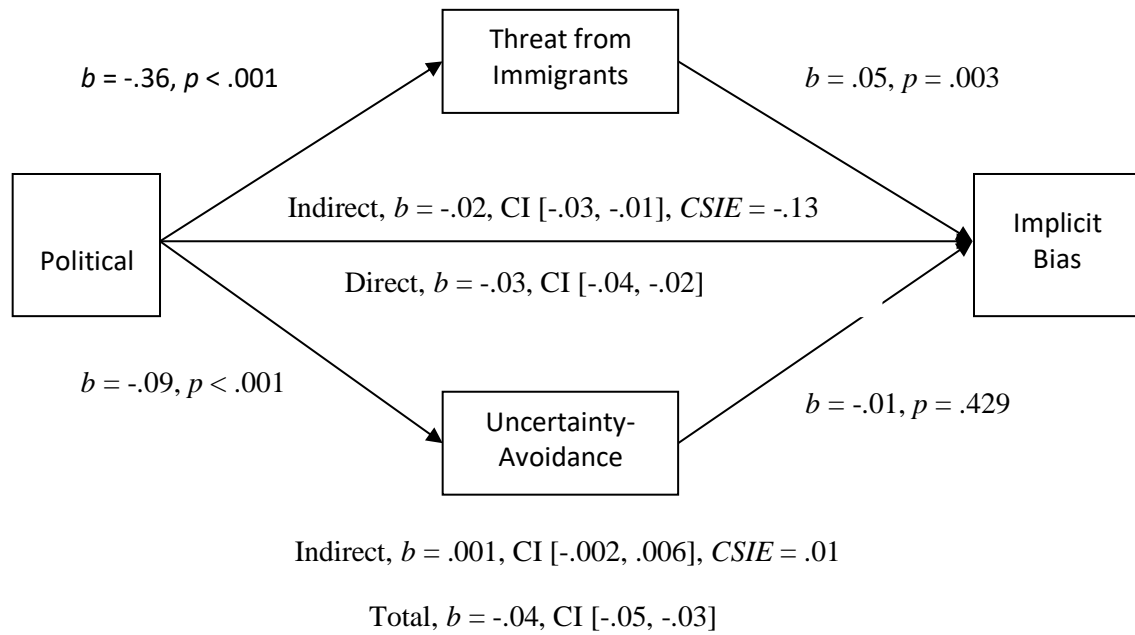 Threat from
Immigrants
b = -.36, p < .001
b = .05, p = .003
Indirect, b = -.02, CI [-.03, -.01], CSIE = -.13
Political
Implicit
Bias
Direct, b = -.03, CI [-.04, -.02]
b = -.09, p < .001
b = -.01, p = .429
Uncertainty-
Avoidance
Indirect, b = .001, CI [-.002, .006], CSIE = .01
Total, b = -.04, CI [-.05, -.03]